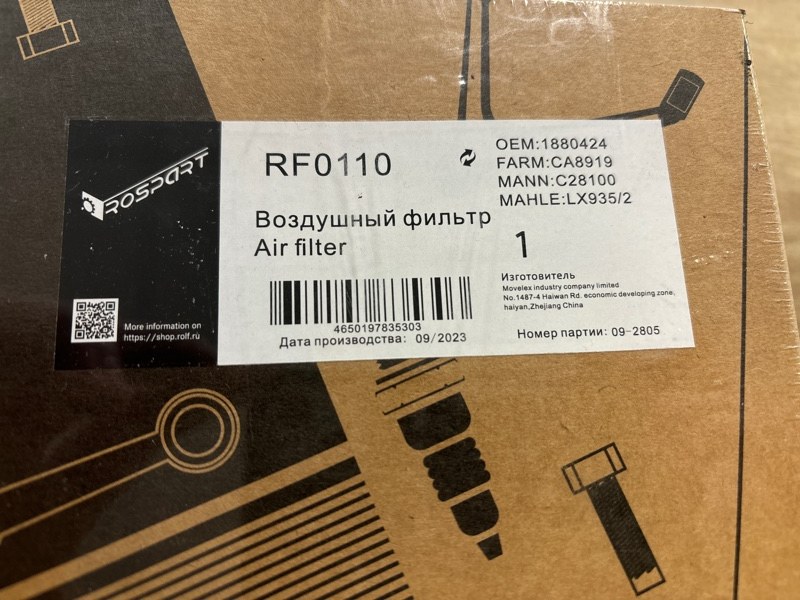 ROSPART
RF0110
OEM:1880424
FARM:CA8919
MANN:C28100
MAHLE:LX935/2
Воздушный фильтр
Air filter
1
Изготовитель
Movelex industry company limited
No.1487-4 Haiwan Rd. economic developing zone,
haiyan,Zhejiang China
4650197835303
Дата производства: 09/2023
Номер партии: 09-2805
More information on
https://shop.rolf.ru